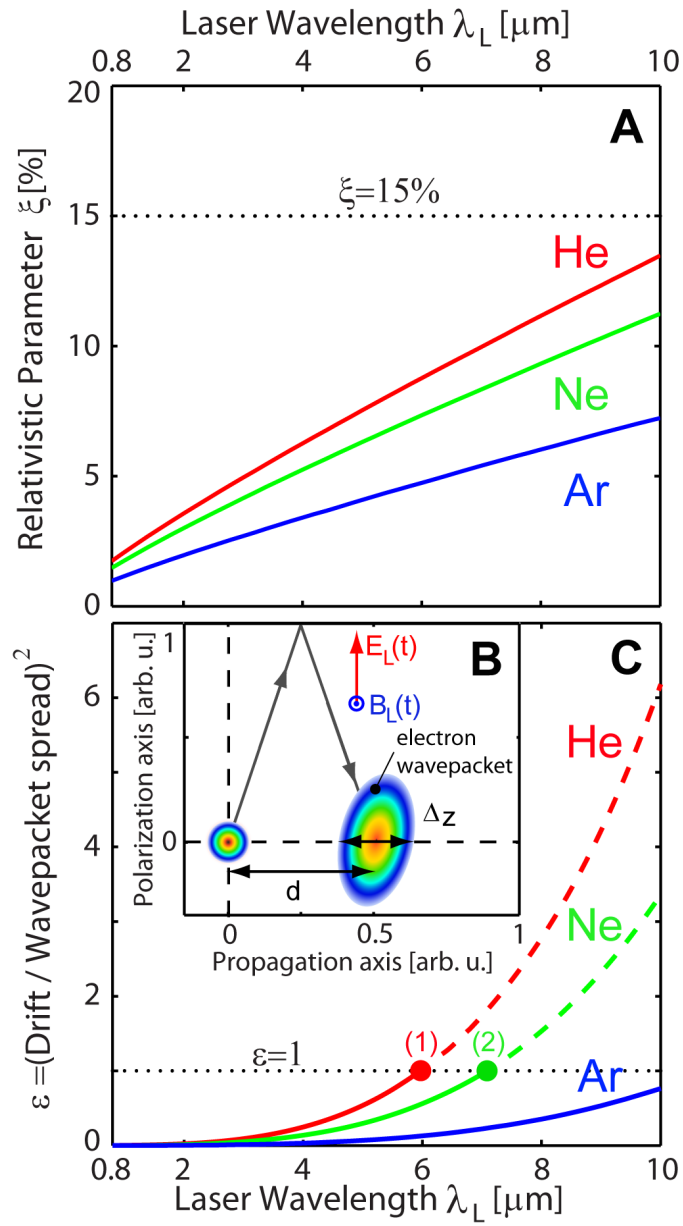 Laser Wavelength λL [μm]
0.8 2 4 6 8 10
20
15
10
5
0
Relativistic Parameter ξ [%]
A
ξ=15%
He
Ne
Ar
ε =(Drift / Wavepacket spread)²
6
4
2
0
B
C
1
0
Polarization axis [arb. u.]
EL(t)
BL(t)
electron
wavepacket
Δz
d
0 0.5 1
Propagation axis [arb. u.]
He
Ne
Ar
ε=1
(1)
(2)
0.8 2 4 6 8 10
Laser Wavelength λL [μm]